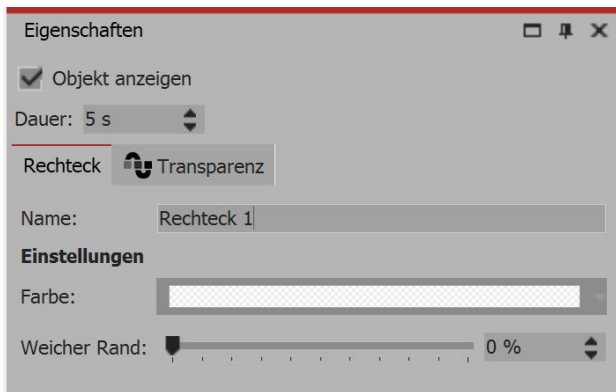 Eigenschaften
Objekt anzeigen
Dauer: 5 s
Rechteck Transparenz
Name: Rechteck 1
Einstellungen
Farbe:
Weicher Rand: 0 %